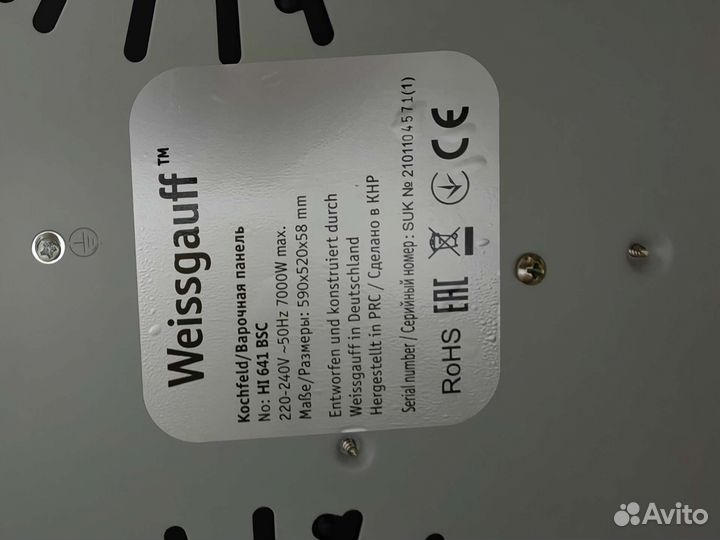 Weissgauff™
Kochfeld/Варочная панель
No: HI 641 BSC
220-240V ~50Hz 7000W max.
Maße/Размеры: 590x520x58 mm
Entworfen und konstruiert durch
Weissgauff in Deutschland
Hergestellt in PRC / Сделано в КНР
Serial number / Серийный номер: SUK № 2101104571(1)
RoHS EAC CE
Avito